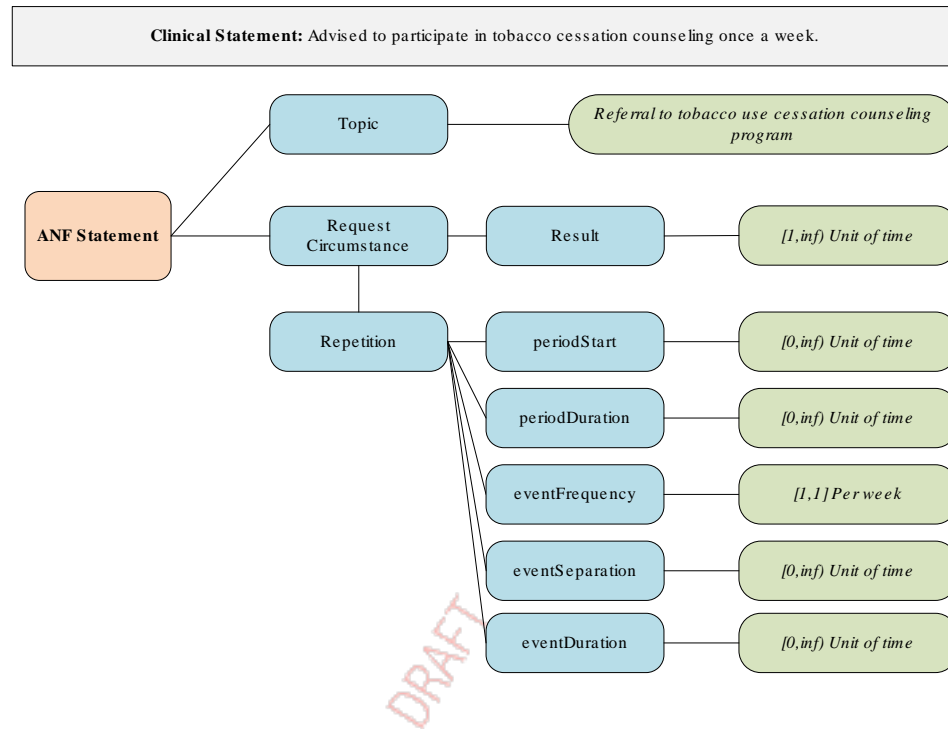 Clinical Statement: Advised to participate in tobacco cessation counseling once a week.
Topic
Referral to tobacco use cessation counseling
program
ANF Statement
Request
Circumstance
Result
[1,inf) Unit of time
Repetition
periodStart
[0,inf) Unit of time
periodDuration
[0,inf) Unit of time
eventFrequency
[1,1] Per week
eventSeparation
[0,inf) Unit of time
eventDuration
[0,inf) Unit of time
DRAFT